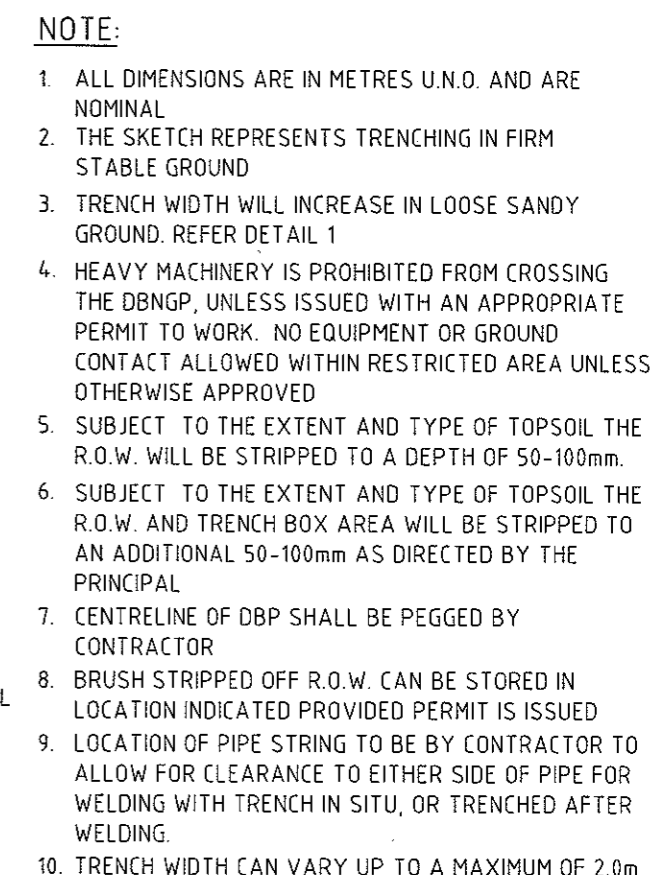 NOTE:
1. ALL DIMENSIONS ARE IN METRES U.N.O. AND ARE
NOMINAL
2. THE SKETCH REPRESENTS TRENCHING IN FIRM
STABLE GROUND
3. TRENCH WIDTH WILL INCREASE IN LOOSE SANDY
GROUND. REFER DETAIL 1
4. HEAVY MACHINERY IS PROHIBITED FROM CROSSING
THE DBNGP, UNLESS ISSUED WITH AN APPROPRIATE
PERMIT TO WORK. NO EQUIPMENT OR GROUND
CONTACT ALLOWED WITHIN RESTRICTED AREA UNLESS
OTHERWISE APPROVED
5. SUBJECT TO THE EXTENT AND TYPE OF TOPSOIL THE
R.O.W. WILL BE STRIPPED TO A DEPTH OF 50-100mm.
6. SUBJECT TO THE EXTENT AND TYPE OF TOPSOIL THE
R.O.W. AND TRENCH BOX AREA WILL BE STRIPPED TO
AN ADDITIONAL 50-100mm AS DIRECTED BY THE
PRINCIPAL
7. CENTRELINE OF DBP SHALL BE PEGGED BY
CONTRACTOR
8. BRUSH STRIPPED OFF R.O.W. CAN BE STORED IN
L LOCATION INDICATED PROVIDED PERMIT IS ISSUED
9. LOCATION OF PIPE STRING TO BE BY CONTRACTOR TO
ALLOW FOR CLEARANCE TO EITHER SIDE OF PIPE FOR
WELDING WITH TRENCH IN SITU, OR TRENCHED AFTER
WELDING.
10. TRENCH WIDTH CAN VARY UP TO A MAXIMUM OF 2.0m